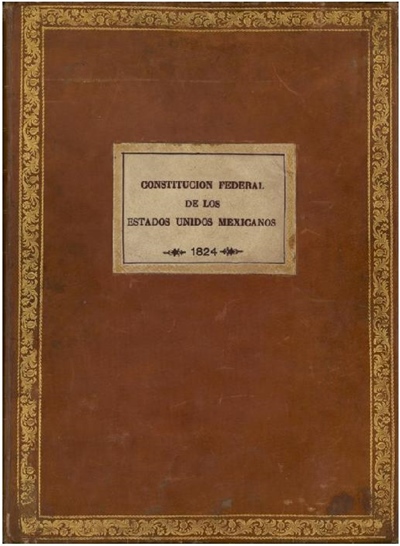 CONSTITUCION FEDERAL
DE LOS
ESTADOS UNIDOS MEXICANOS
1824